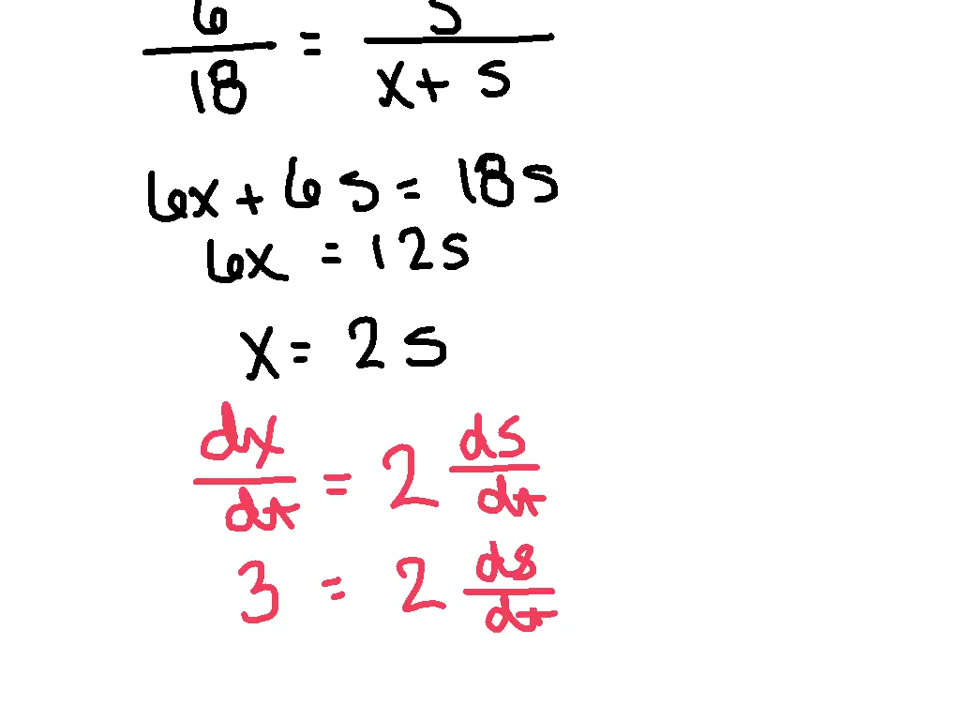 6/18 = s/(x + s)
6x + 6s = 18s
6x = 12s
x = 2s
dx/dt = 2 ds/dt
3 = 2 ds/dt